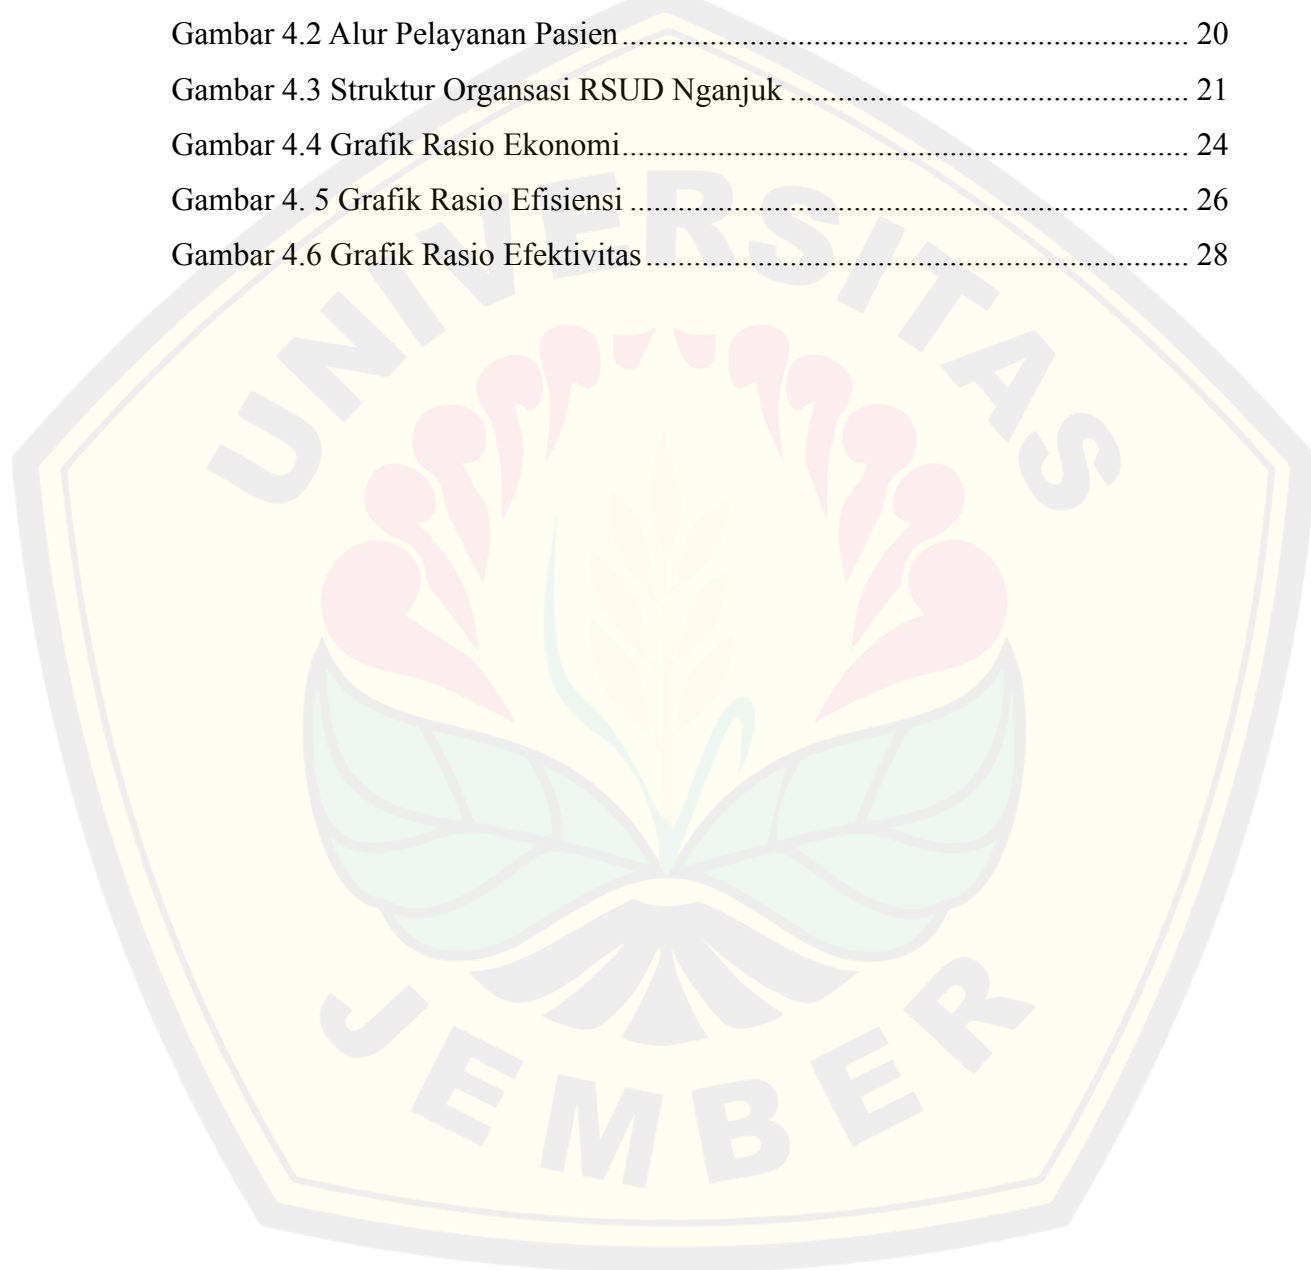 Gambar 4.2 Alur Pelayanan Pasien ........................................................................ 20
Gambar 4.3 Struktur Organsasi RSUD Nganjuk ................................................... 21
Gambar 4.4 Grafik Rasio Ekonomi........................................................................ 24
Gambar 4. 5 Grafik Rasio Efisiensi ....................................................................... 26
Gambar 4.6 Grafik Rasio Efektivitas ..................................................................... 28
UNIVERSITAS
JEMBER